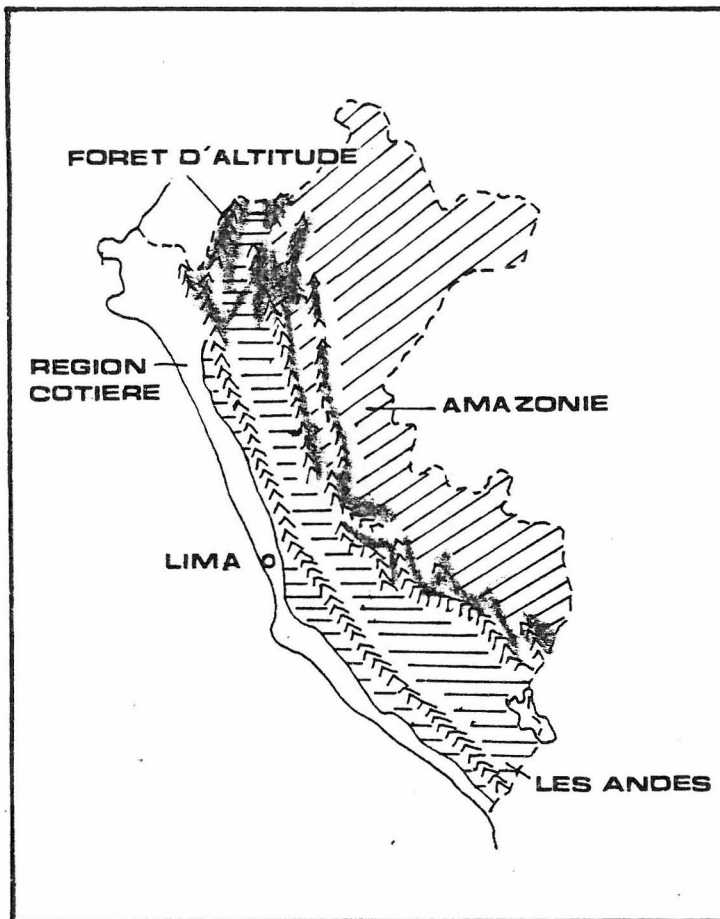 FORET D'ALTITUDE
REGION
COTIERE
AMAZONIE
LIMA
LES ANDES